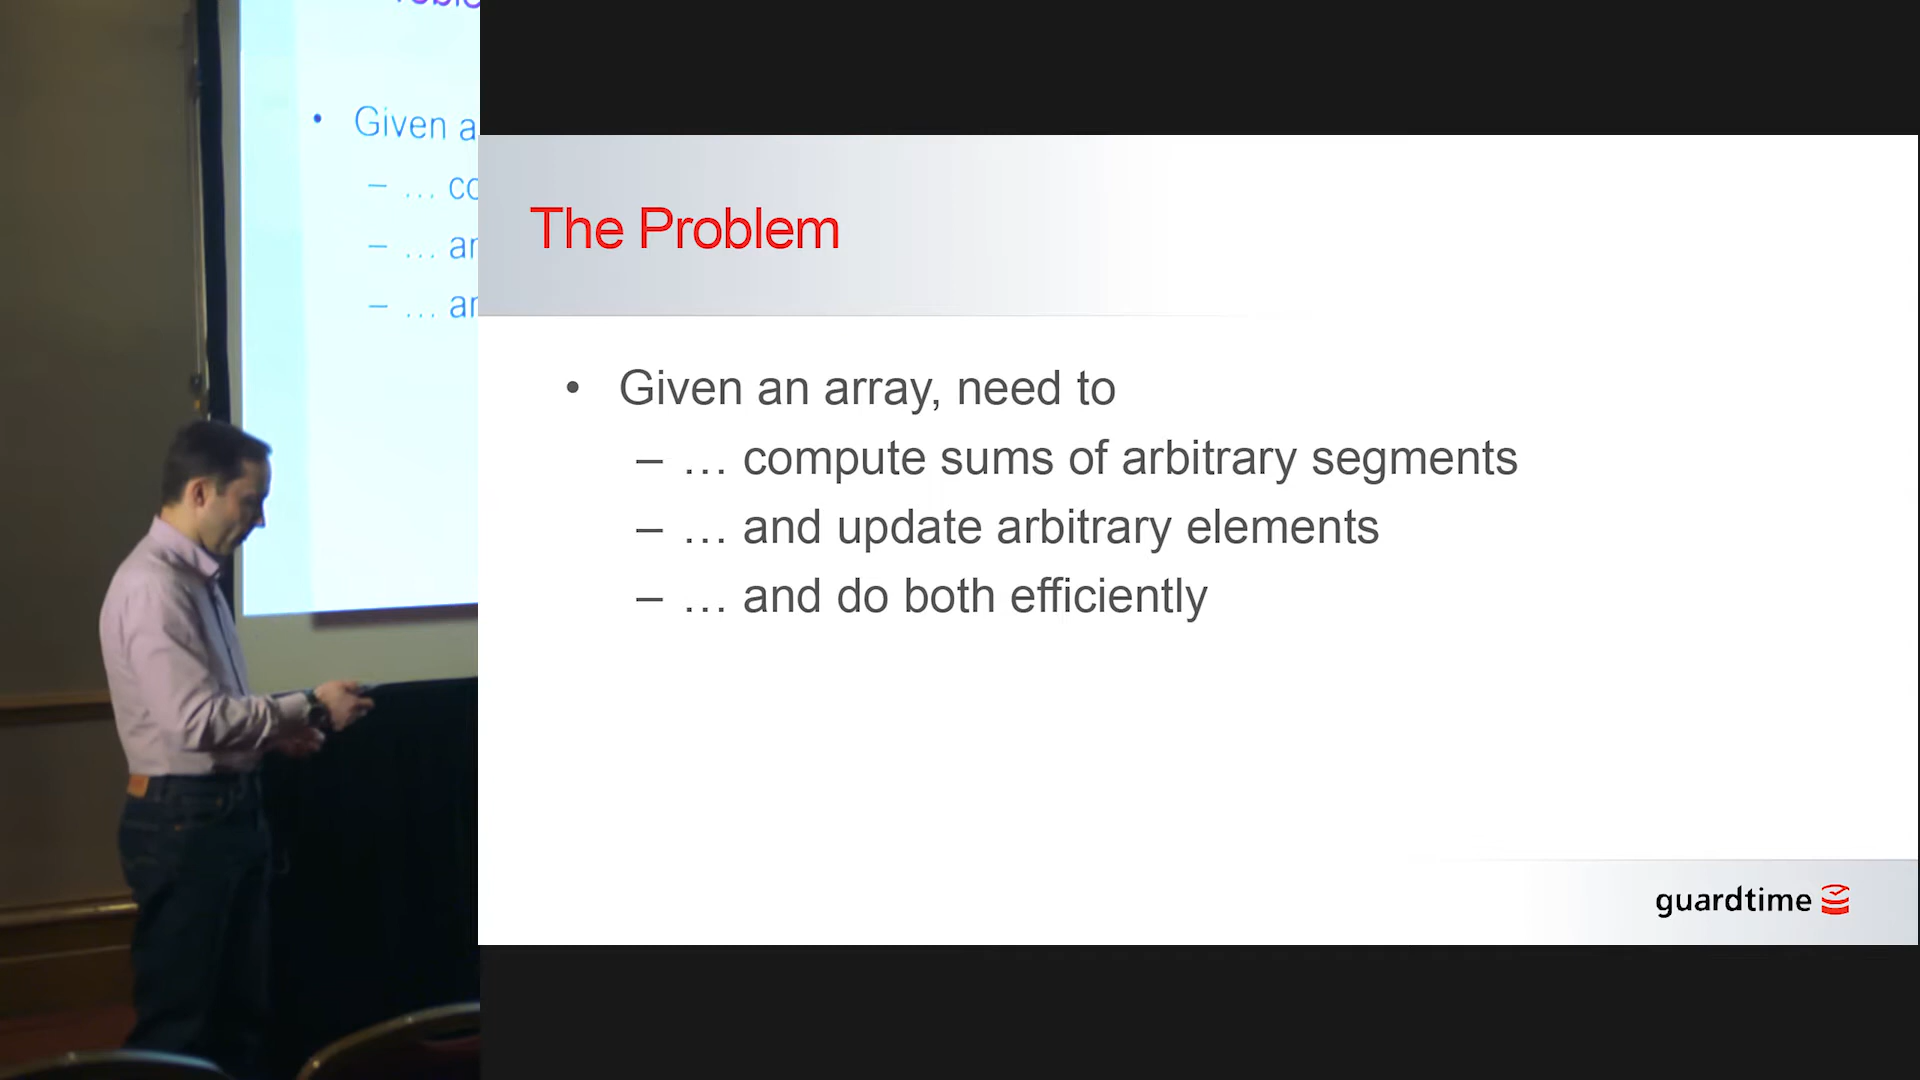 Given a
– … co
– … ar
– … ar
The Problem
• Given an array, need to
– … compute sums of arbitrary segments
– … and update arbitrary elements
– … and do both efficiently
guardtime